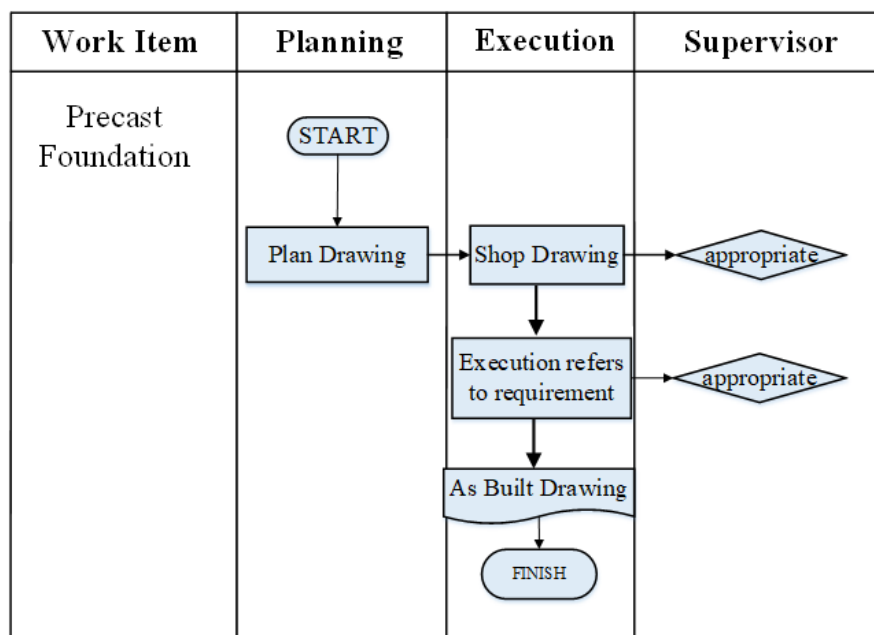 Work Item
Planning
Execution
Supervisor
Precast
Foundation
START
Plan Drawing
Shop Drawing
appropriate
Execution refers
to requirement
appropriate
As Built Drawing
FINISH